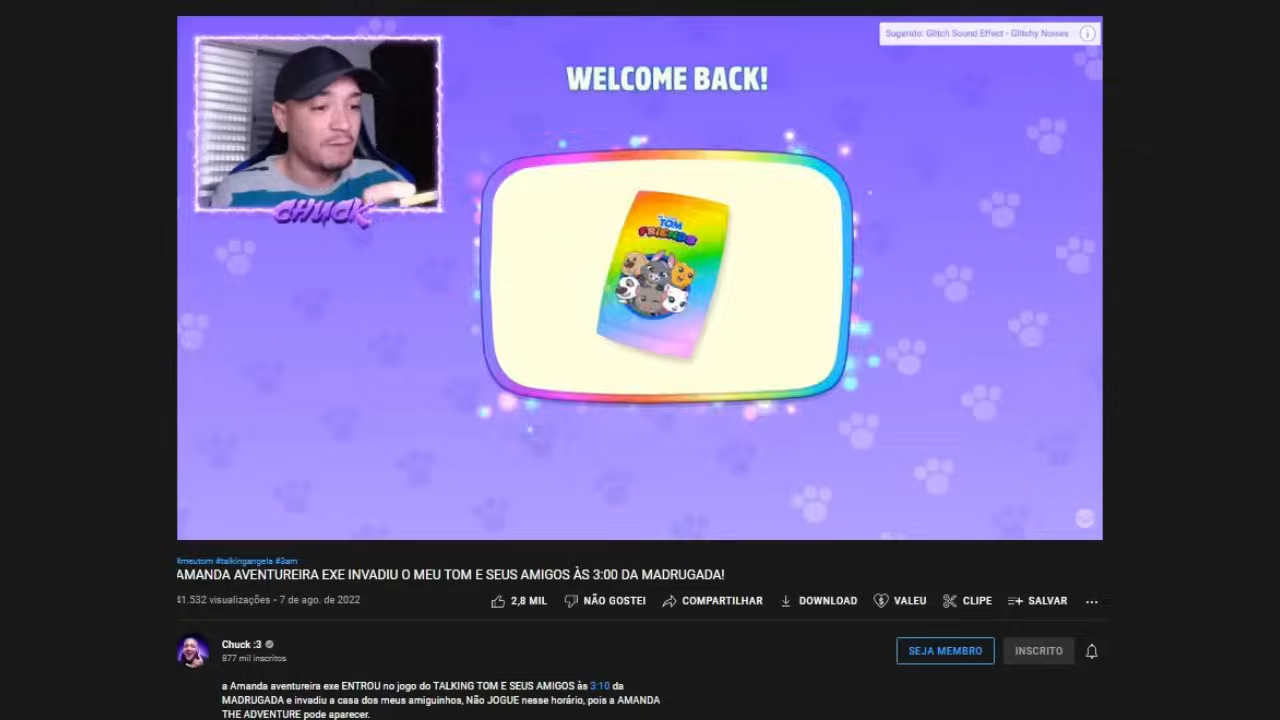 Sugerido: Glitch Sound Effect - Glitchy Noises
WELCOME BACK!
CHUCK
TOM
FRIENDS
#meutom #talkingangela #3am
AMANDA AVENTUREIRA EXE INVADIU O MEU TOM E SEUS AMIGOS ÀS 3:00 DA MADRUGADA!
41.532 visualizações • 7 de ago. de 2022
2,8 MIL
NÃO GOSTEI
COMPARTILHAR
DOWNLOAD
VALEU
CLIPE
SALVAR
Chuck :3
877 mil inscritos
SEJA MEMBRO
INSCRITO
a Amanda aventureira exe ENTROU no jogo do TALKING TOM E SEUS AMIGOS às 3:10 da
MADRUGADA e invadiu a casa dos meus amiguinhos, Não JOGUE nesse horário, pois a AMANDA
THE ADVENTURE pode aparecer.